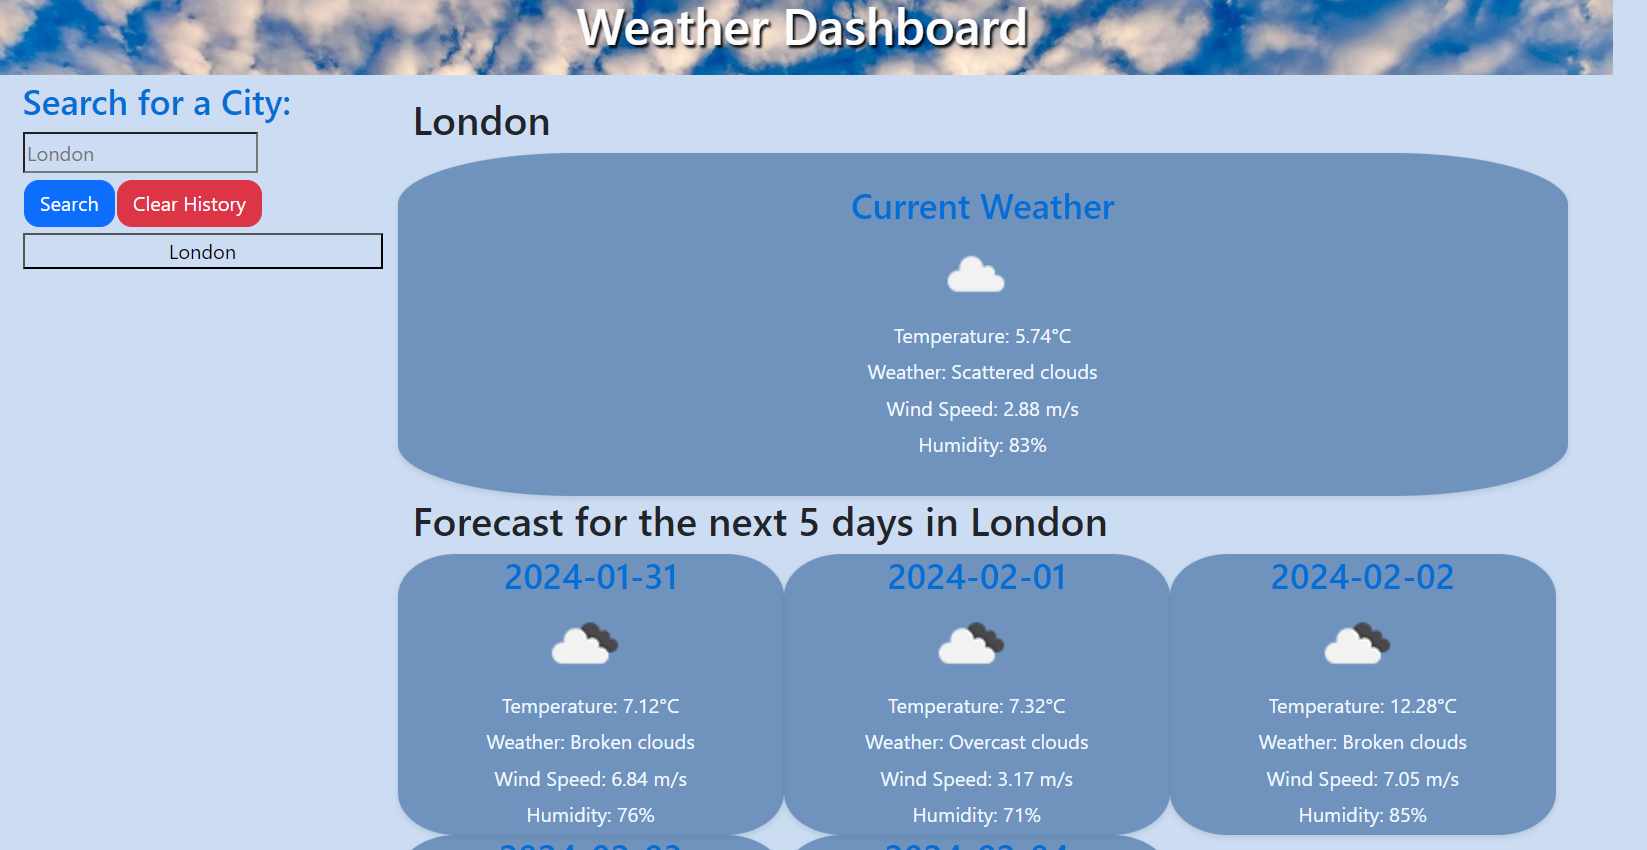 Weather Dashboard
Search for a City:
London
Search
Clear History
London
London
Current Weather
Temperature: 5.74°C
Weather: Scattered clouds
Wind Speed: 2.88 m/s
Humidity: 83%
Forecast for the next 5 days in London
2024-01-31
Temperature: 7.12°C
Weather: Broken clouds
Wind Speed: 6.84 m/s
Humidity: 76%
2024-02-01
Temperature: 7.32°C
Weather: Overcast clouds
Wind Speed: 3.17 m/s
Humidity: 71%
2024-02-02
Temperature: 12.28°C
Weather: Broken clouds
Wind Speed: 7.05 m/s
Humidity: 85%